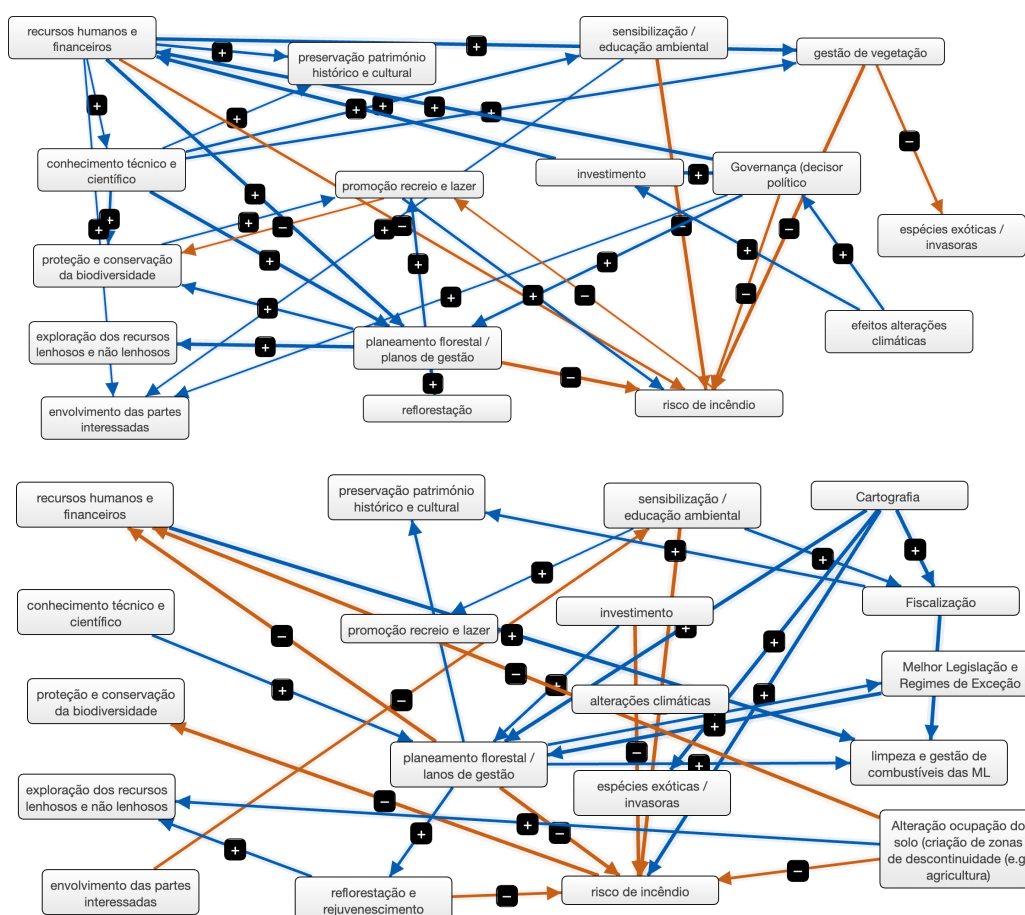 recursos humanos e
financeiros
sensibilização /
educação ambiental
gestão de vegetação
preservação património
histórico e cultural
conhecimento técnico e
científico
promoção recreio e lazer
investimento
Governança (decisor
político
espécies exóticas /
invasoras
proteção e conservação
da biodiversidade
exploração dos recursos
lenhosos e não lenhosos
planeamento florestal /
planos de gestão
efeitos alterações
climáticas
envolvimento das partes
interessadas
reflorestação
risco de incêndio
recursos humanos e
financeiros
preservação património
histórico e cultural
sensibilização /
educação ambiental
Cartografia
conhecimento técnico e
científico
promoção recreio e lazer
investimento
Fiscalização
proteção e conservação
da biodiversidade
alterações climáticas
Melhor Legislação e
Regimes de Exceção
planeamento florestal /
lanos de gestão
limpeza e gestão de
combustíveis das ML
exploração dos recursos
lenhosos e não lenhosos
espécies exóticas /
invasoras
Alteração ocupação do
solo (criação de zonas
de descontinuidade (e.g
agricultura)
envolvimento das partes
interessadas
reflorestação e
rejuvenescimento
risco de incêndio